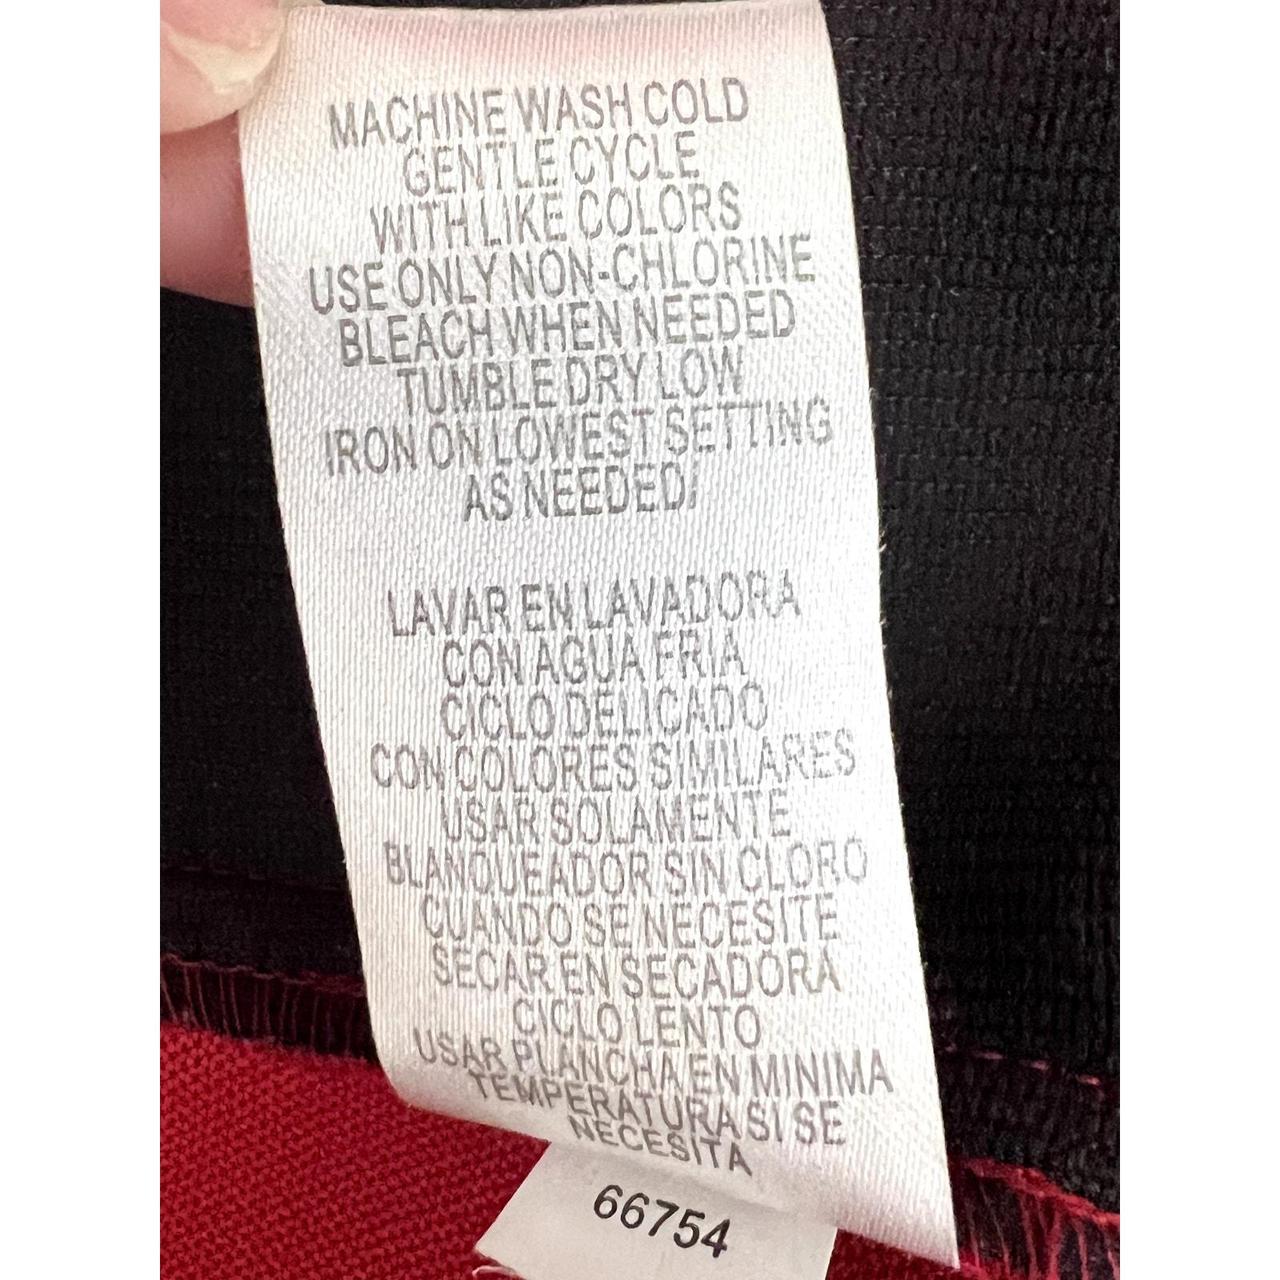 MACHINE WASH COLD
GENTLE CYCLE
WITH LIKE COLORS
USE ONLY NON-CHLORINE
BLEACH WHEN NEEDED
TUMBLE DRY LOW
IRON ON LOWEST SETTING
AS NEEDED/
LAVAR EN LAVADORA
CON AGUA FRIA
CICLO DELICADO
CON COLORES SIMILARES
USAR SOLAMENTE
BLANQUEADOR SIN CLORO
CUANDO SE NECESITE
SECAR EN SECADORA
CICLO LENTO
USAR PLANCHA EN MINIMA
TEMPERATURA SI SE
NECESITA
66754